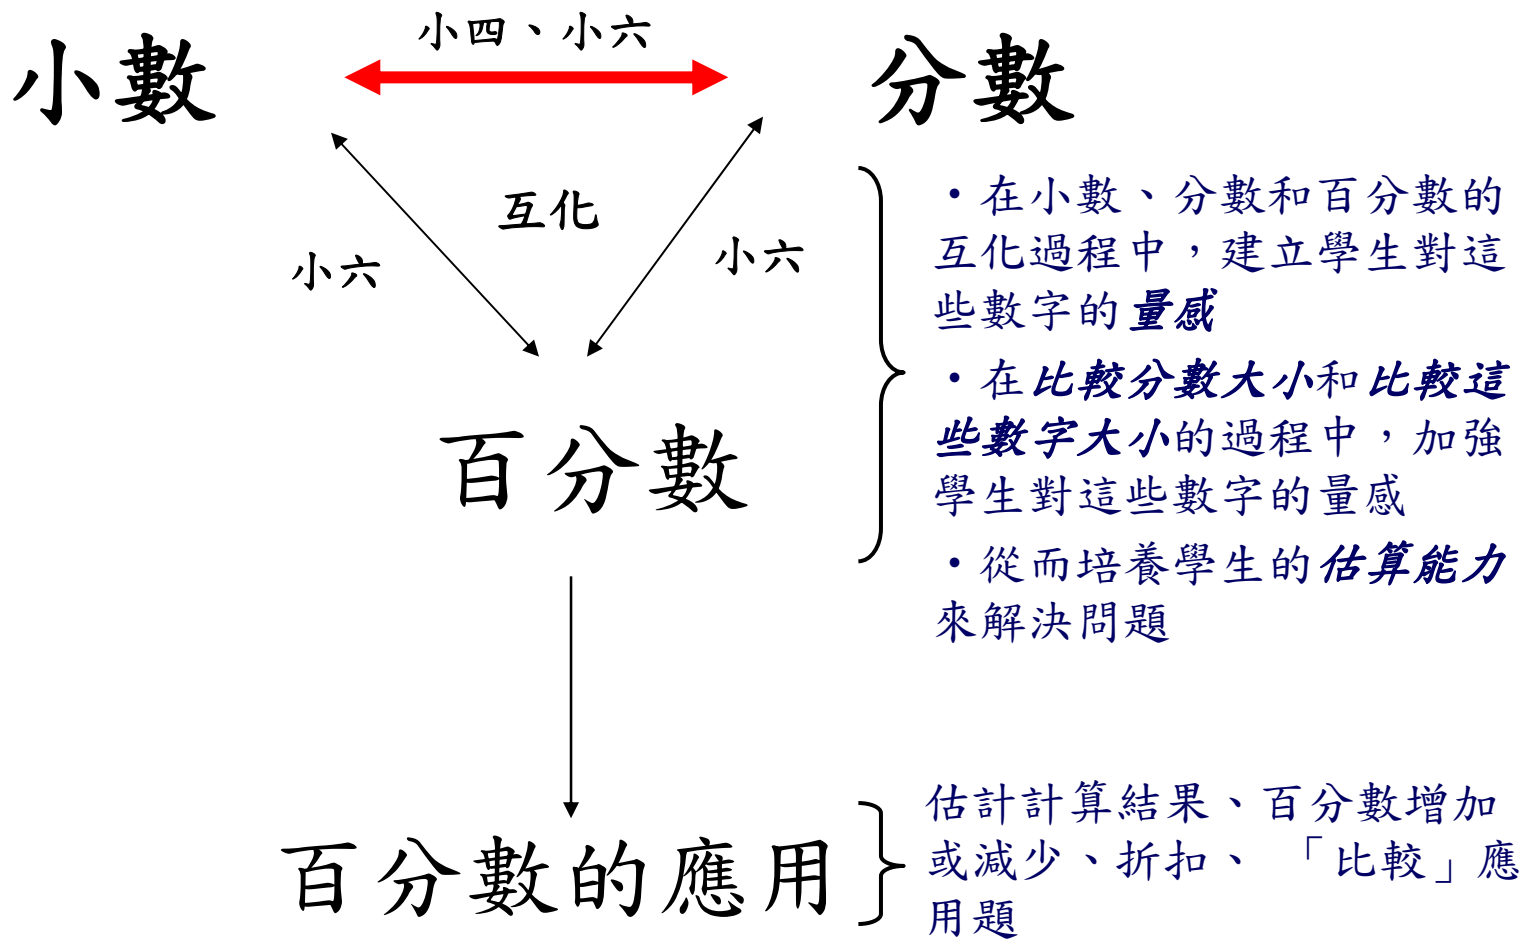 小四、小六
小數
分數
互化
小六
小六
百分數
•在小數、分數和百分數的
互化過程中，建立學生對這
些數字的量感
•在比較分數大小和比較這
些數字大小的過程中，加強
學生對這些數字的量感
•從而培養學生的估算能力
來解決問題
百分數的應用
估計計算結果、百分數增加
或減少、折扣、「比較」應
用題